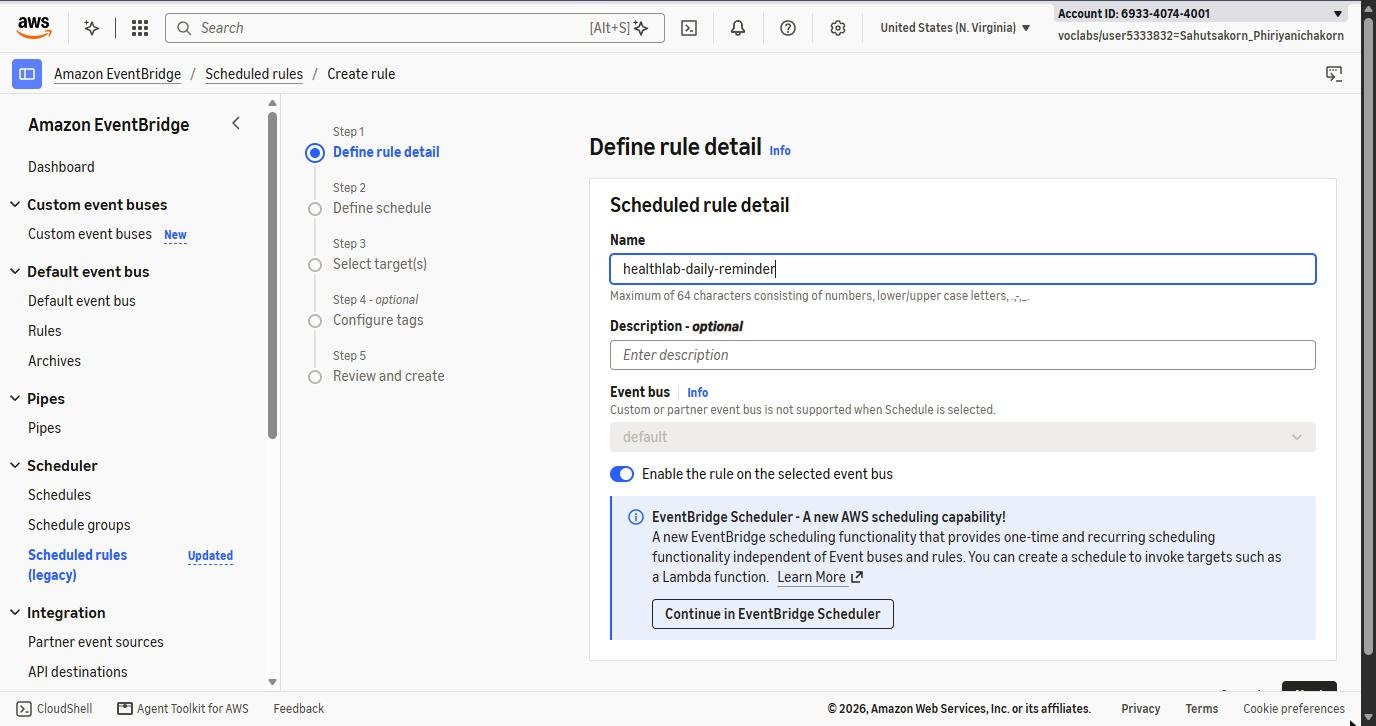 aws
Search
[Alt+S]
United States (N. Virginia)
Account ID: 6933-4074-4001
voclabs/user5333832=Sahutsakorn_Phiriyanichakorn
Amazon EventBridge / Scheduled rules / Create rule
Amazon EventBridge
Dashboard
Custom event buses
Custom event buses New
Default event bus
Default event bus
Rules
Archives
Pipes
Pipes
Scheduler
Schedules
Schedule groups
Scheduled rules
(legacy)
Updated
Integration
Partner event sources
API destinations
Step 1
Define rule detail
Step 2
Define schedule
Step 3
Select target(s)
Step 4 - optional
Configure tags
Step 5
Review and create
Define rule detail Info
Scheduled rule detail
Name
healthlab-daily-reminder
Maximum of 64 characters consisting of numbers, lower/upper case letters, .,-,_.
Description - optional
Enter description
Event bus Info
Custom or partner event bus is not supported when Schedule is selected.
default
Enable the rule on the selected event bus
EventBridge Scheduler - A new AWS scheduling capability!
A new EventBridge scheduling functionality that provides one-time and recurring scheduling
functionality independent of Event buses and rules. You can create a schedule to invoke targets such as
a Lambda function. Learn More
Continue in EventBridge Scheduler
CloudShell
Agent Toolkit for AWS
Feedback
© 2026, Amazon Web Services, Inc. or its affiliates.
Privacy
Terms
Cookie preferences